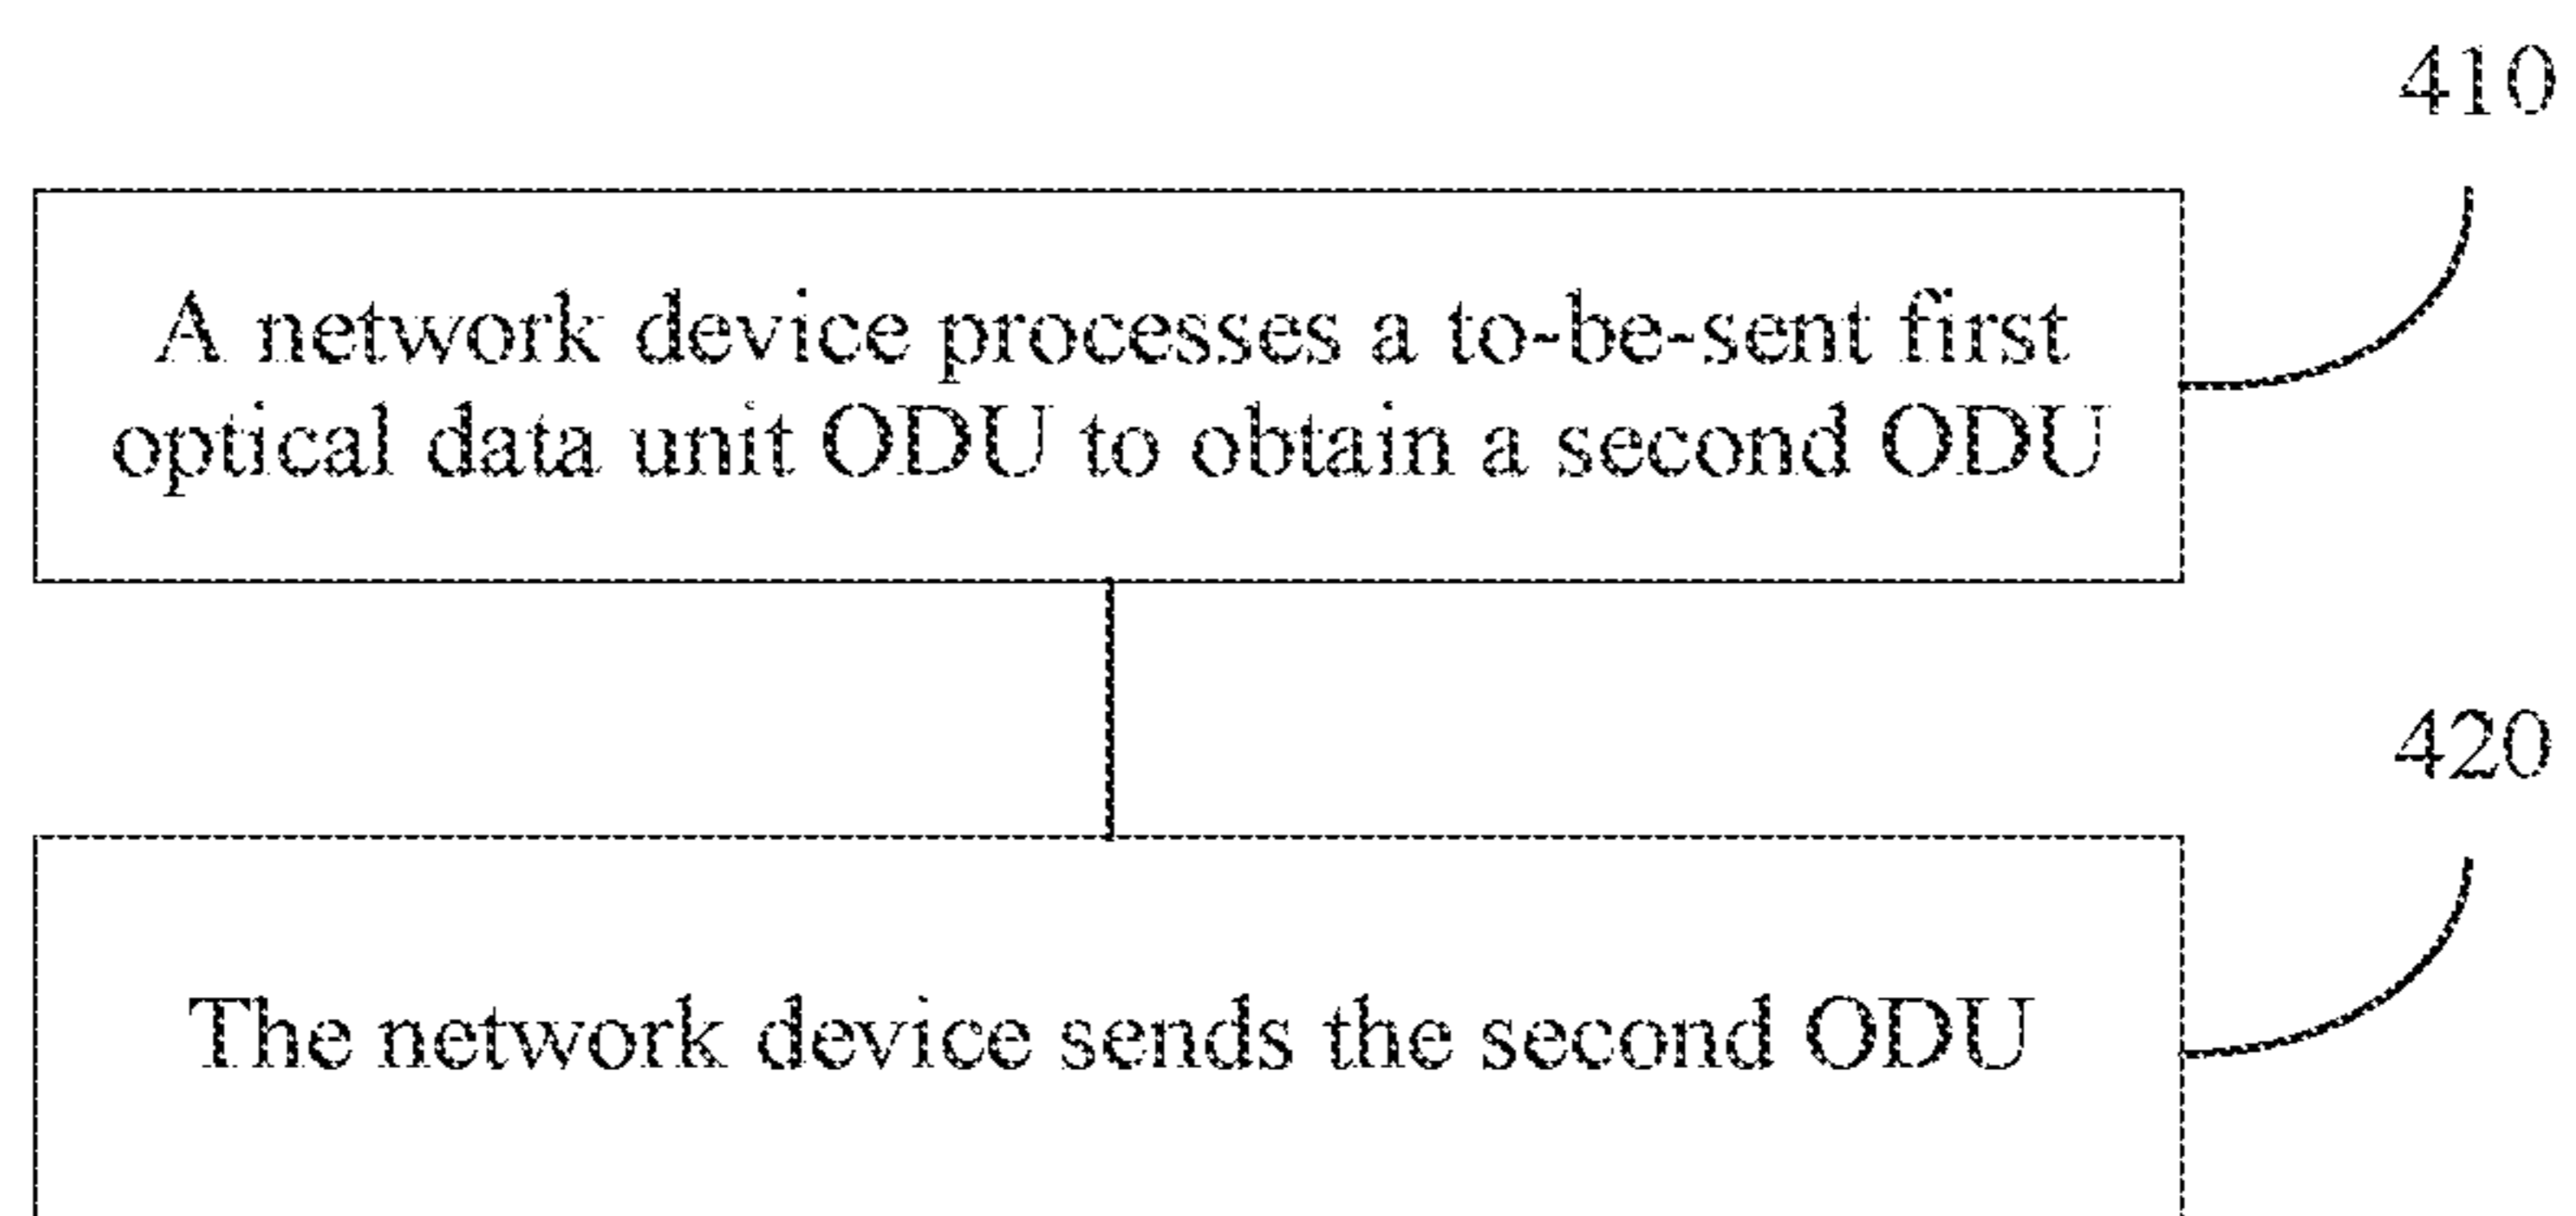 410
A network device processes a to-be-sent first
optical data unit ODU to obtain a second ODU
420
The network device sends the second ODU